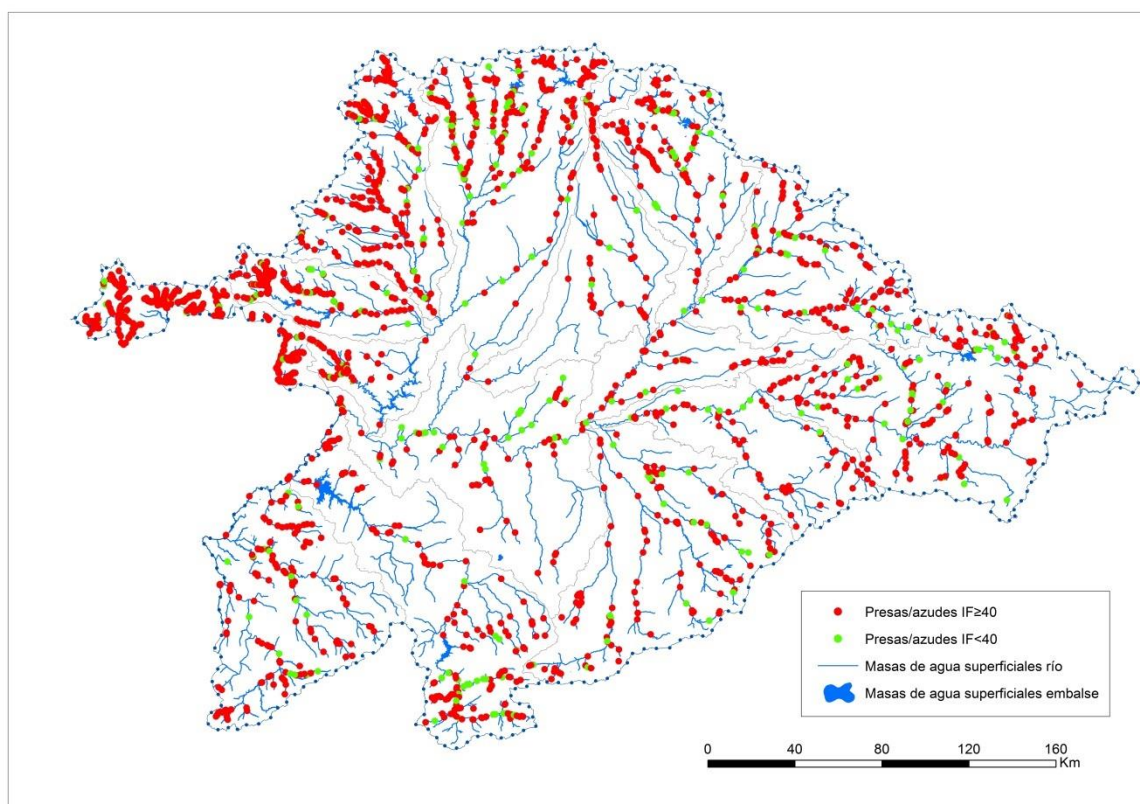 Presas/azudes IF≥40
Presas/azudes IF<40
Masas de agua superficiales río
Masas de agua superficiales embalse
0 40 80 120 160
Km